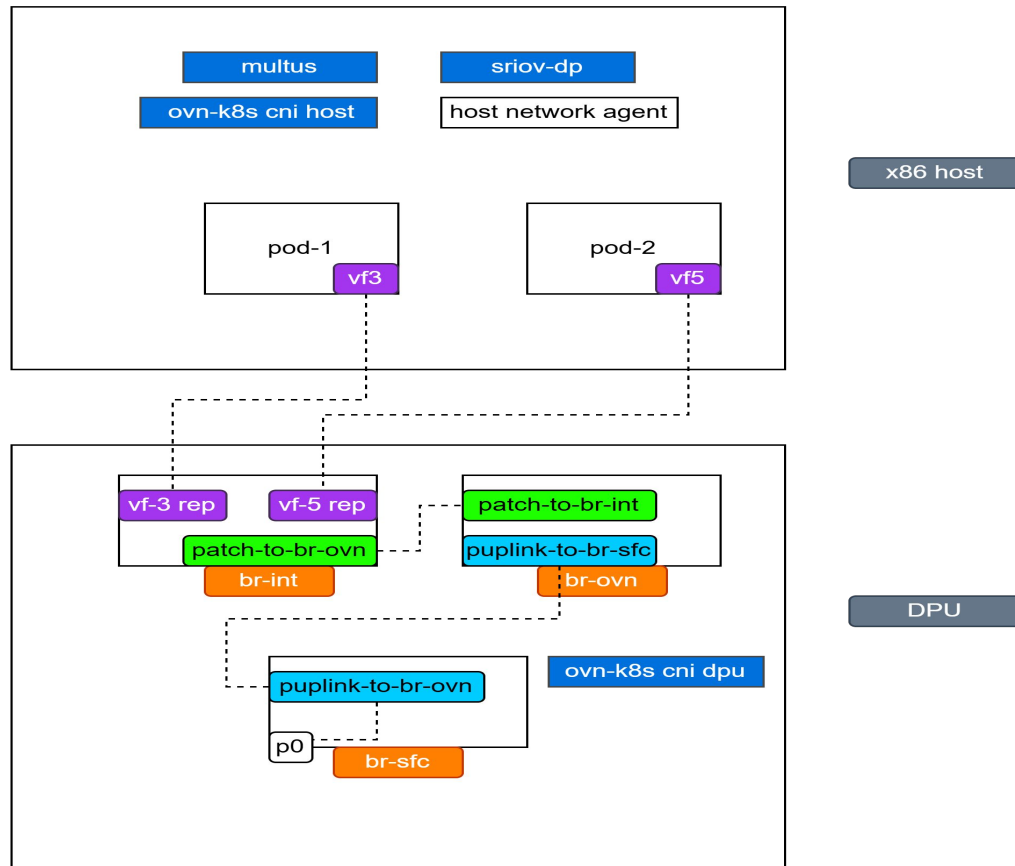 multus
sriov-dp
ovn-k8s cni host
host network agent
x86 host
pod-1
pod-2
vf3
vf5
vf-3 rep
vf-5 rep
patch-to-br-int
patch-to-br-ovn
puplink-to-br-sfc
br-int
br-ovn
DPU
ovn-k8s cni dpu
puplink-to-br-ovn
p0
br-sfc